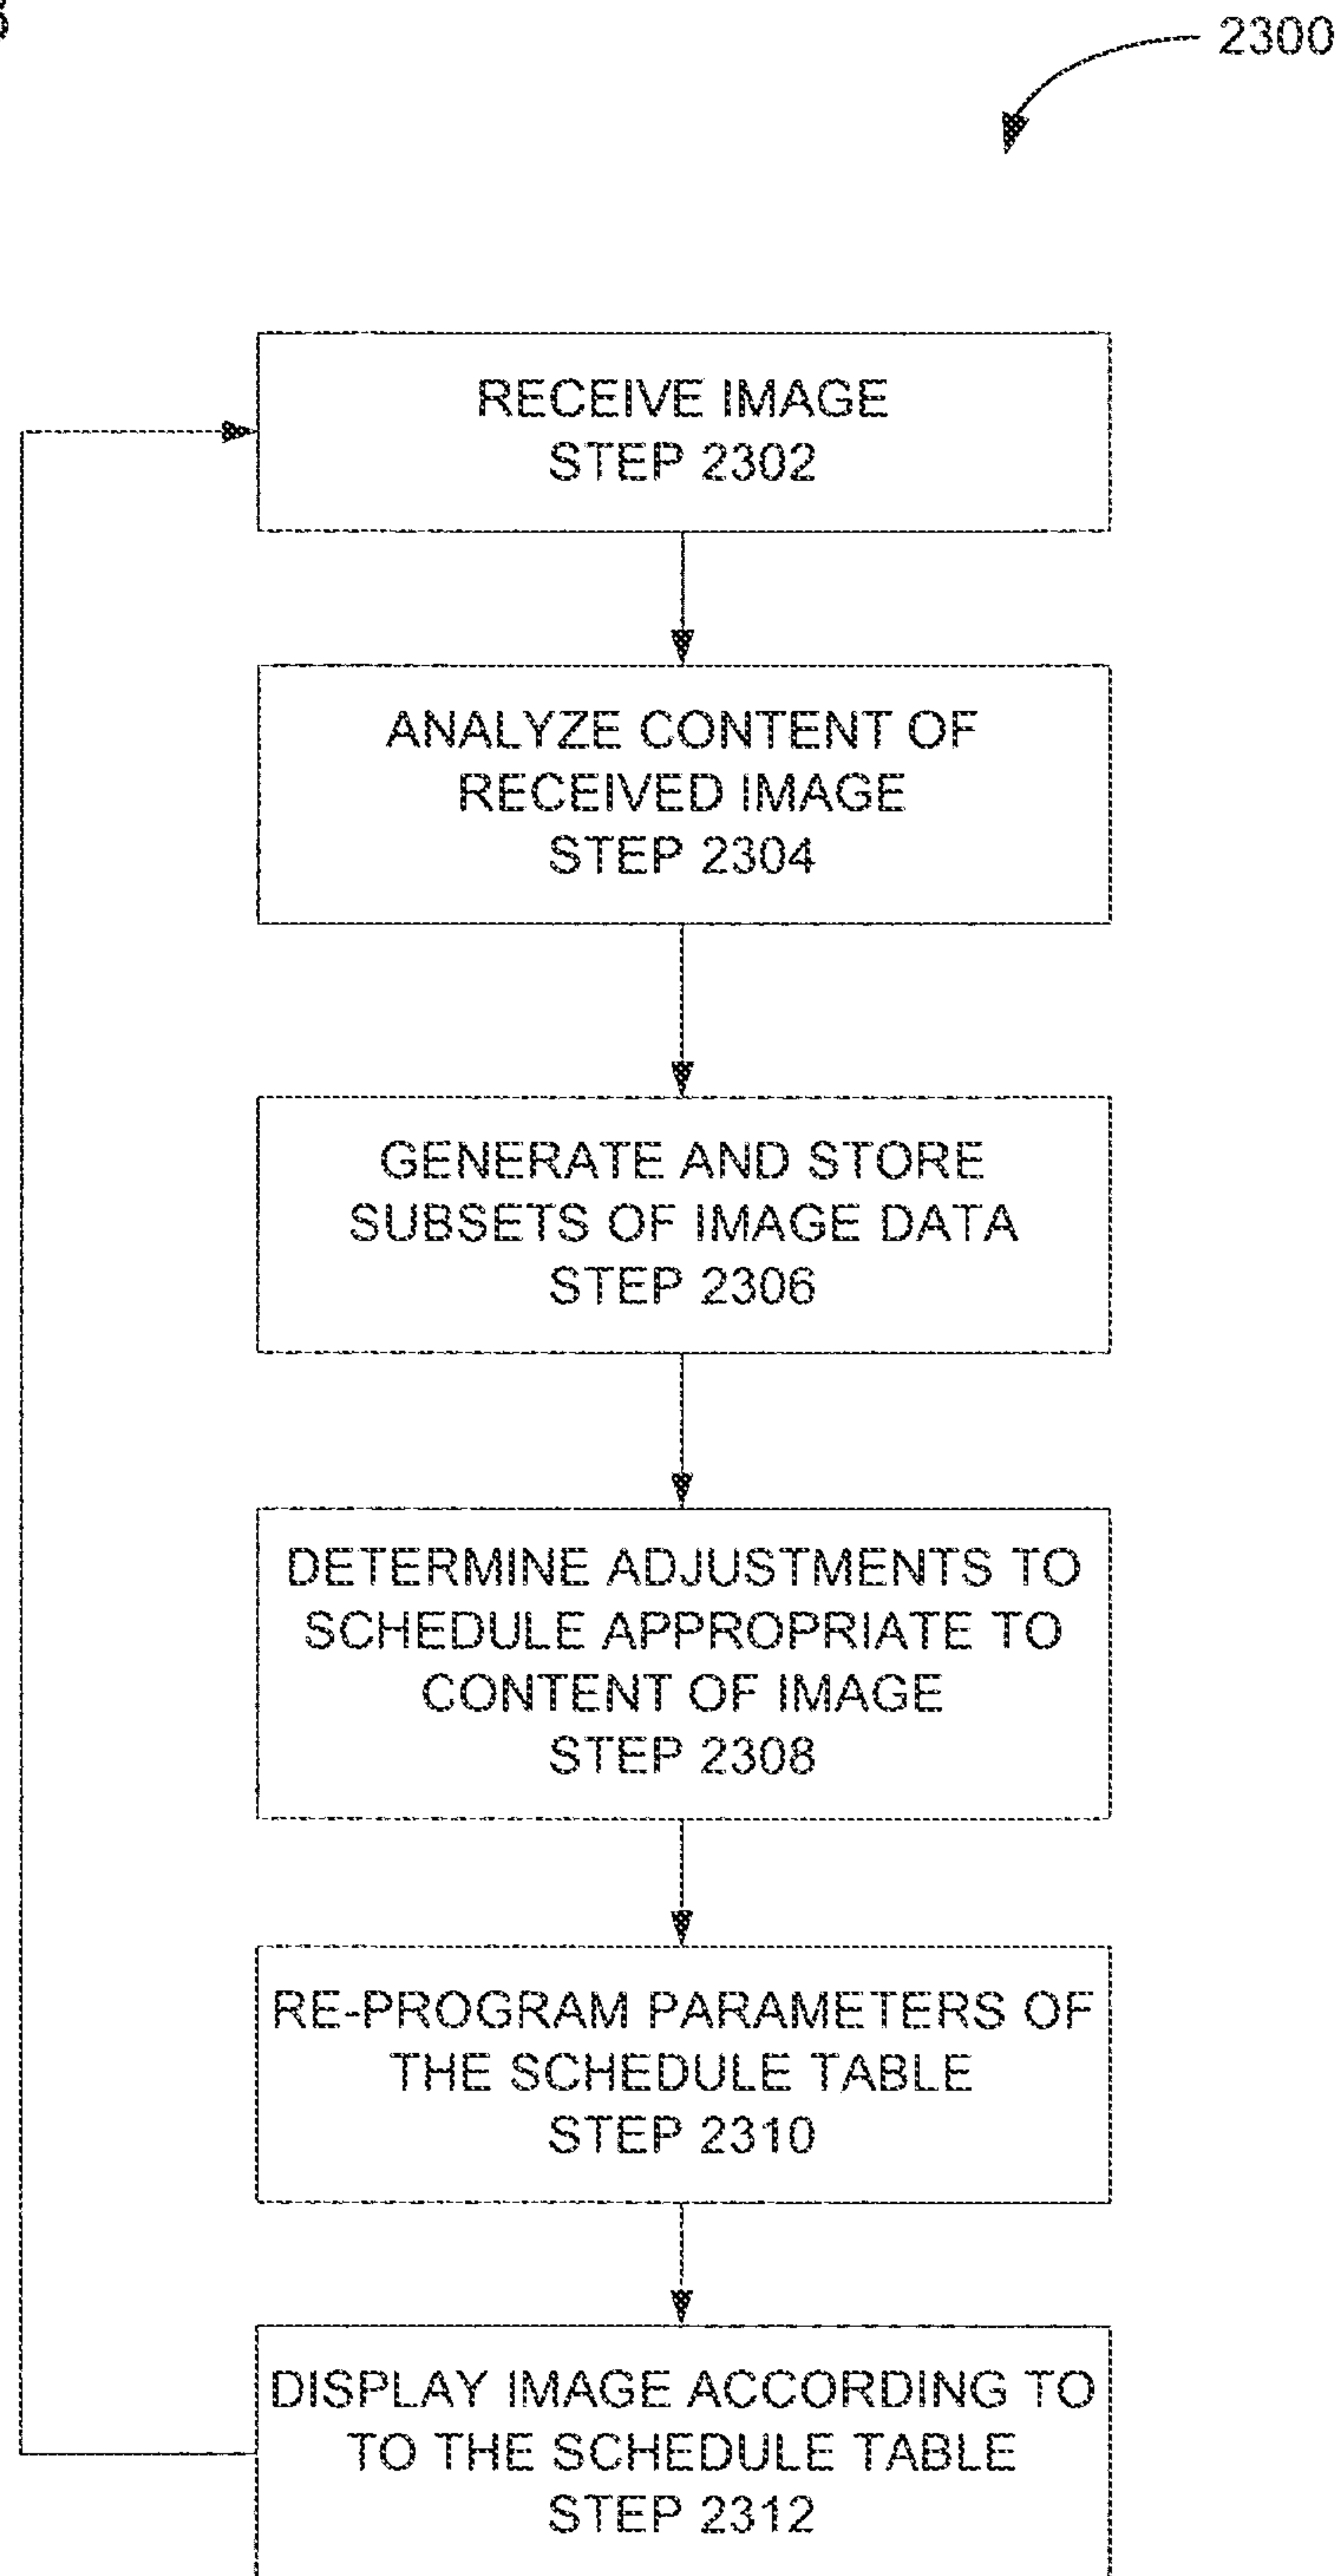 2300
RECEIVE IMAGE
STEP 2302
ANALYZE CONTENT OF
RECEIVED IMAGE
STEP 2304
GENERATE AND STORE
SUBSETS OF IMAGE DATA
STEP 2306
DETERMINE ADJUSTMENTS TO
SCHEDULE APPROPRIATE TO
CONTENT OF IMAGE
STEP 2308
RE-PROGRAM PARAMETERS OF
THE SCHEDULE TABLE
STEP 2310
DISPLAY IMAGE ACCORDING TO
TO THE SCHEDULE TABLE
STEP 2312